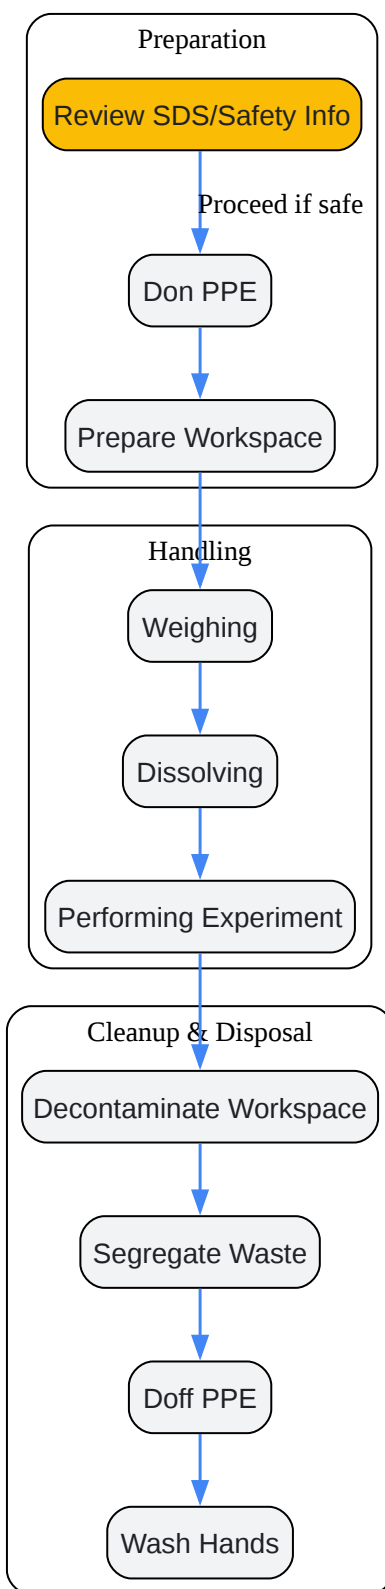 Preparation
Review SDS/Safety Info
Proceed if safe
Don PPE
Prepare Workspace
Handling
Weighing
Dissolving
Performing Experiment
Cleanup & Disposal
Decontaminate Workspace
Segregate Waste
Doff PPE
Wash Hands